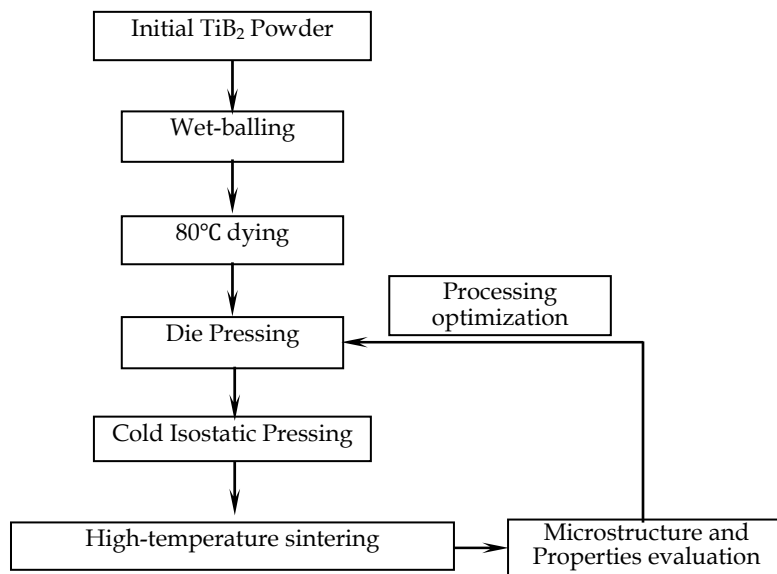 Initial TiB₂ Powder
Wet-balling
80℃ dying
Processing
optimization
Die Pressing
Cold Isostatic Pressing
High-temperature sintering
Microstructure and
Properties evaluation